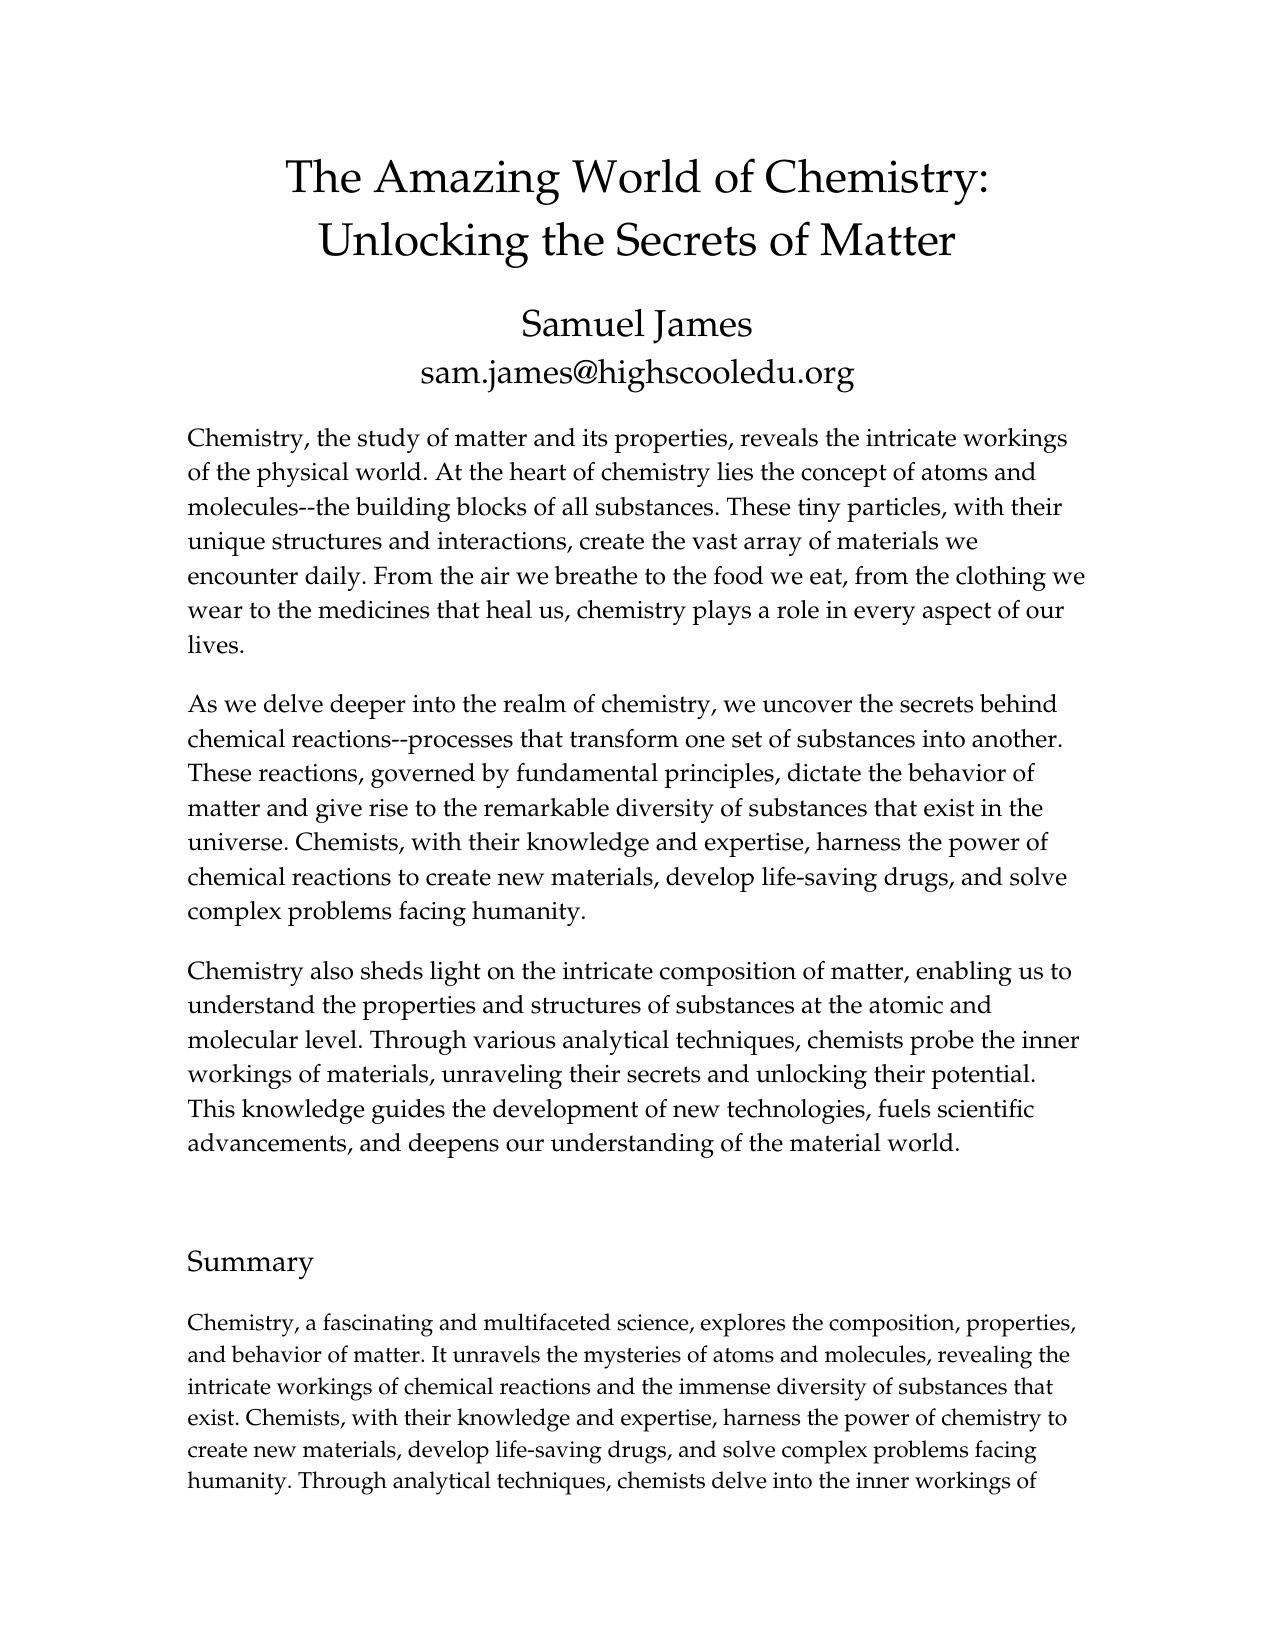 The Amazing World of Chemistry:
Unlocking the Secrets of Matter
Samuel James
sam.james@highscooledu.org
Chemistry, the study of matter and its properties, reveals the intricate workings
of the physical world. At the heart of chemistry lies the concept of atoms and
molecules--the building blocks of all substances. These tiny particles, with their
unique structures and interactions, create the vast array of materials we
encounter daily. From the air we breathe to the food we eat, from the clothing we
wear to the medicines that heal us, chemistry plays a role in every aspect of our
lives.
As we delve deeper into the realm of chemistry, we uncover the secrets behind
chemical reactions--processes that transform one set of substances into another.
These reactions, governed by fundamental principles, dictate the behavior of
matter and give rise to the remarkable diversity of substances that exist in the
universe. Chemists, with their knowledge and expertise, harness the power of
chemical reactions to create new materials, develop life-saving drugs, and solve
complex problems facing humanity.
Chemistry also sheds light on the intricate composition of matter, enabling us to
understand the properties and structures of substances at the atomic and
molecular level. Through various analytical techniques, chemists probe the inner
workings of materials, unraveling their secrets and unlocking their potential.
This knowledge guides the development of new technologies, fuels scientific
advancements, and deepens our understanding of the material world.
Summary
Chemistry, a fascinating and multifaceted science, explores the composition, properties,
and behavior of matter. It unravels the mysteries of atoms and molecules, revealing the
intricate workings of chemical reactions and the immense diversity of substances that
exist. Chemists, with their knowledge and expertise, harness the power of chemistry to
create new materials, develop life-saving drugs, and solve complex problems facing
humanity. Through analytical techniques, chemists delve into the inner workings of